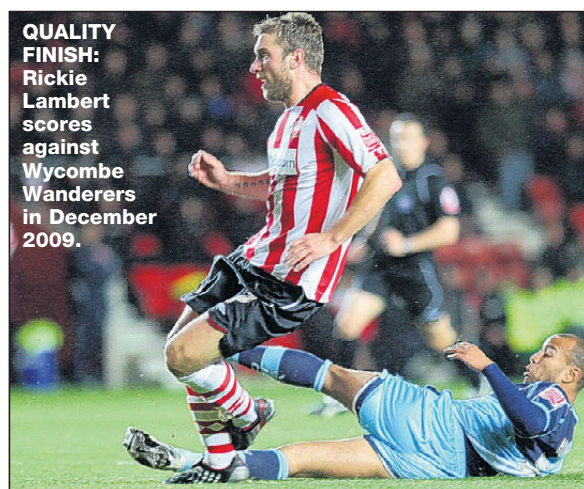 QUALITY
FINISH:
Rickie
Lambert
scores
against
Wycombe
Wanderers
in December
2009.